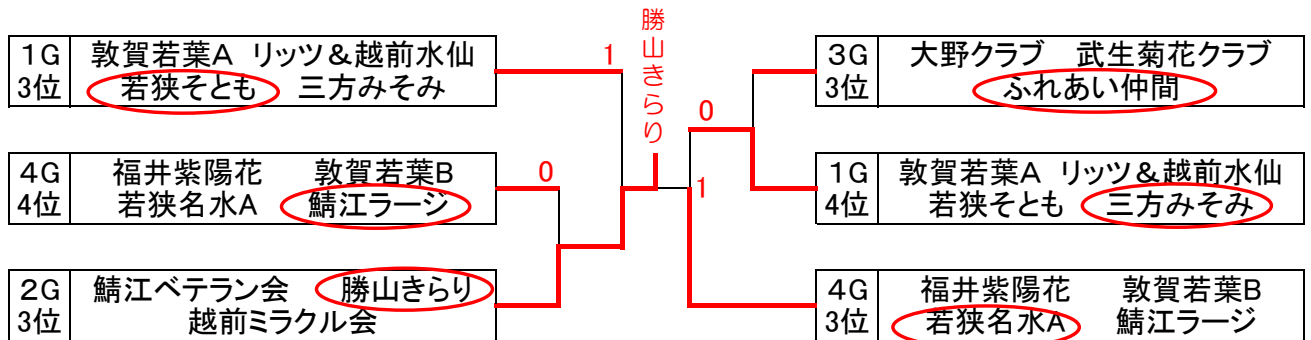 勝山きらり
1G 敦賀若葉A リッツ&越前水仙
3位 若狭そとも 三方みそみ
1
3G 大野クラブ 武生菊花クラブ
3位 ふれあい仲間
0
4G 福井紫陽花 敦賀若葉B
4位 若狭名水A 鯖江ラージ
0
1G 敦賀若葉A リッツ&越前水仙
4位 若狭そとも 三方みそみ
1
2G 鯖江ベテラン会 勝山きらり
3位 越前ミラクル会
4G 福井紫陽花 敦賀若葉B
3位 若狭名水A 鯖江ラージ